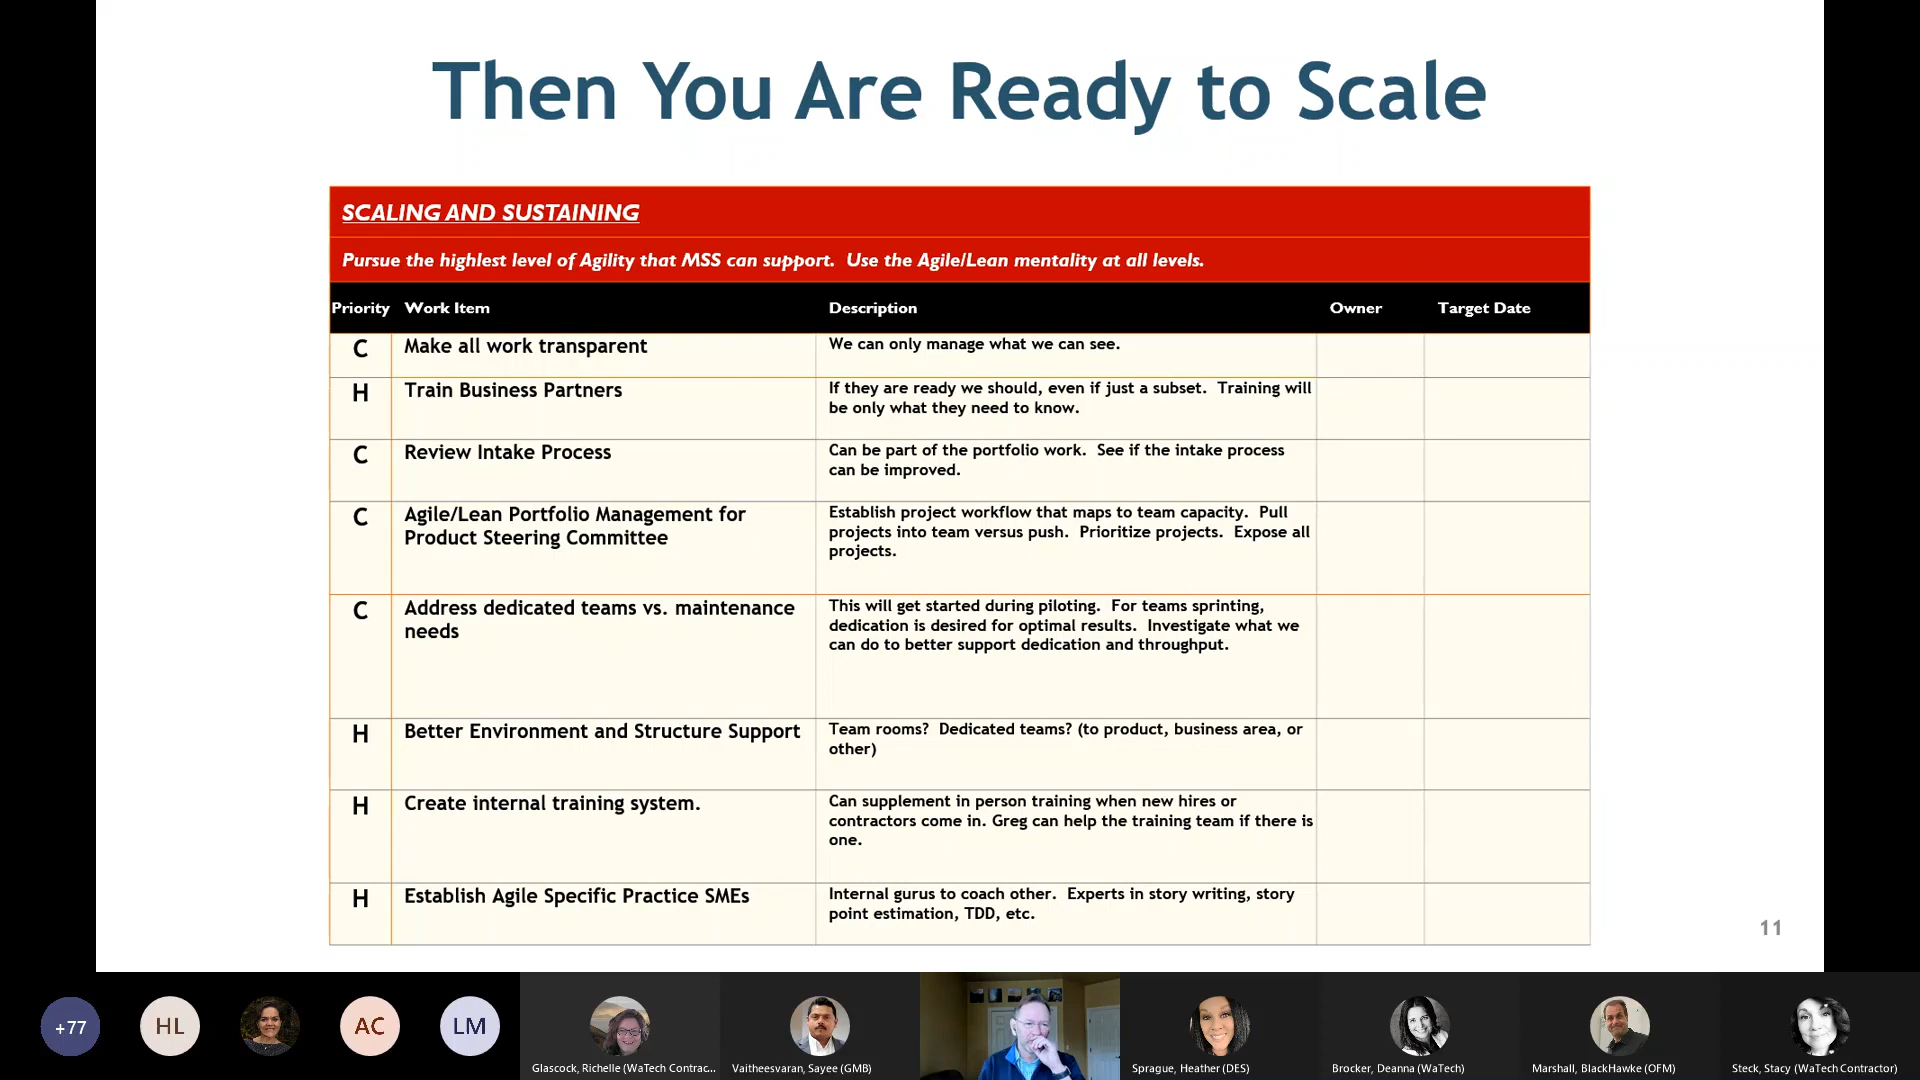 Then You Are Ready to Scale
SCALING AND SUSTAINING
Pursue the highest level of Agility that MSS can support.  Use the Agile/Lean mentality at all levels.
Priority Work Item Description Owner Target Date
C Make all work transparent We can only manage what we can see.
H Train Business Partners If they are ready we should, even if just a subset.  Training will
be only what they need to know.
C Review Intake Process Can be part of the portfolio work.  See if the intake process
can be improved.
C Agile/Lean Portfolio Management for
Product Steering Committee
Establish project workflow that maps to team capacity.  Pull
projects into team versus push.  Prioritize projects.  Expose all
projects.
C Address dedicated teams vs. maintenance
needs
This will get started during piloting.  For teams sprinting,
dedication is desired for optimal results.  Investigate what we
can do to better support dedication and throughput.
H Better Environment and Structure Support Team rooms?  Dedicated teams? (to product, business area, or
other)
H Create internal training system. Can supplement in person training when new hires or
contractors come in. Greg can help the training team if there is
one.
H Establish Agile Specific Practice SMEs Internal gurus to coach other.  Experts in story writing, story
point estimation, TDD, etc.
11
+77 HL AC LM
Glascock, Richelle (WaTech Contrac... Vaitheesvaran, Sayee (GMB) Sprague, Heather (DES) Brocker, Deanna (WaTech) Marshall, BlackHawke (OFM) Steck, Stacy (WaTech Contractor)